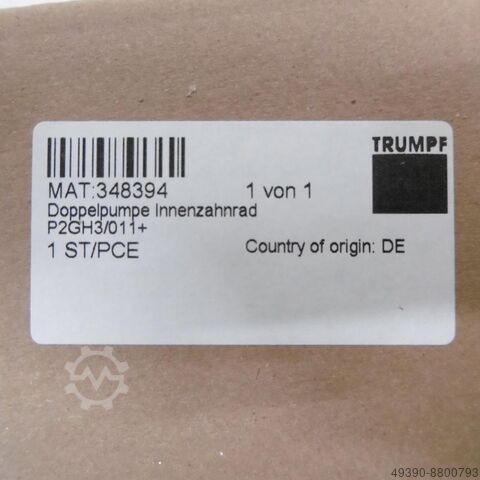 TRUMPF
MAT:348394 1 von 1
Doppelpumpe Innenzahnrad
P2GH3/011+
1 ST/PCE Country of origin: DE
49390-8800793